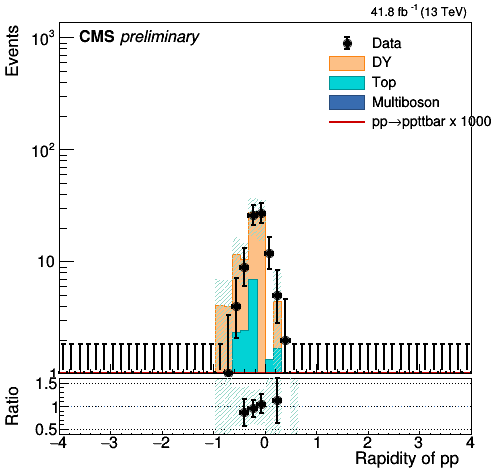 41.8 fb⁻¹ (13 TeV)
CMS preliminary
Events
10³
10²
10
1
Data
DY
Top
Multiboson
pp→ppttbar x 1000
Ratio
1.5
1
0.5
−4 −3 −2 −1 0 1 2 3 4
Rapidity of pp